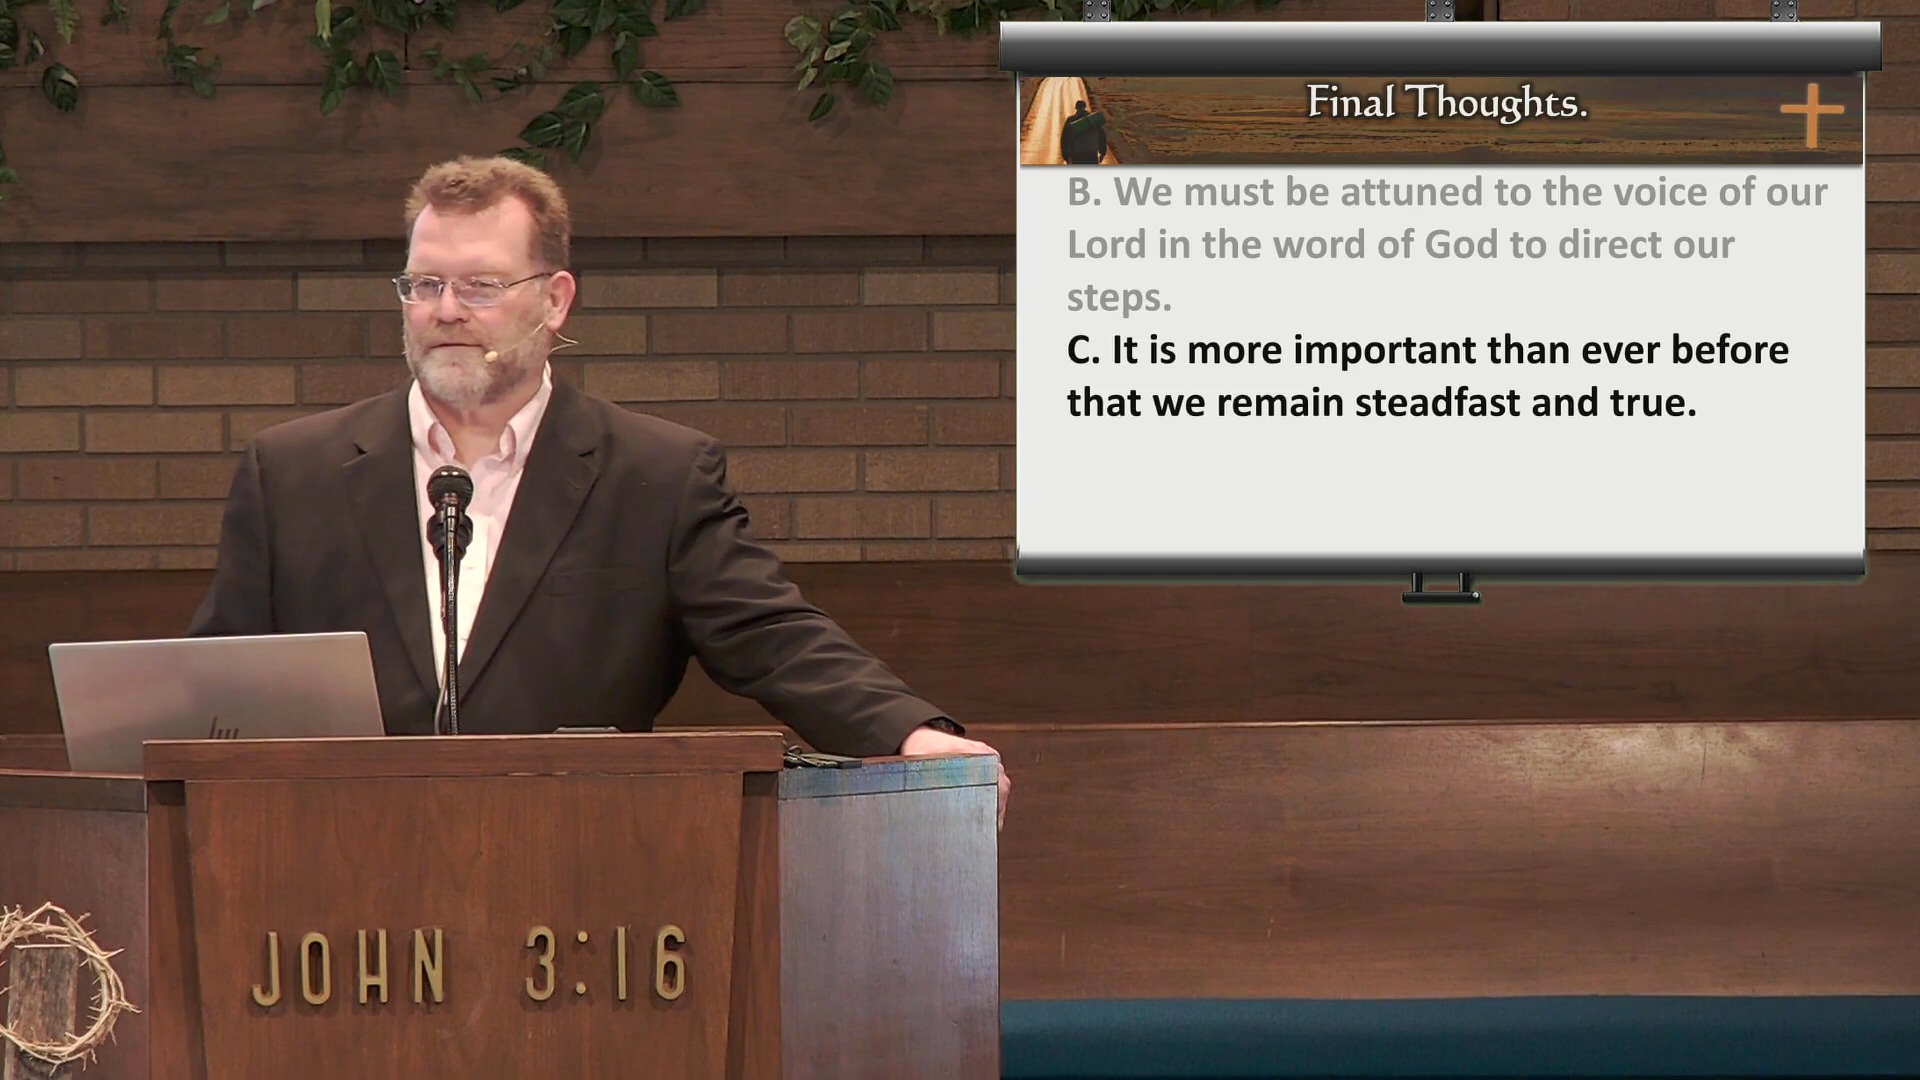 Final Thoughts.
B. We must be attuned to the voice of our
Lord in the word of God to direct our
steps.
C. It is more important than ever before
that we remain steadfast and true.
hp
JOHN 3:16